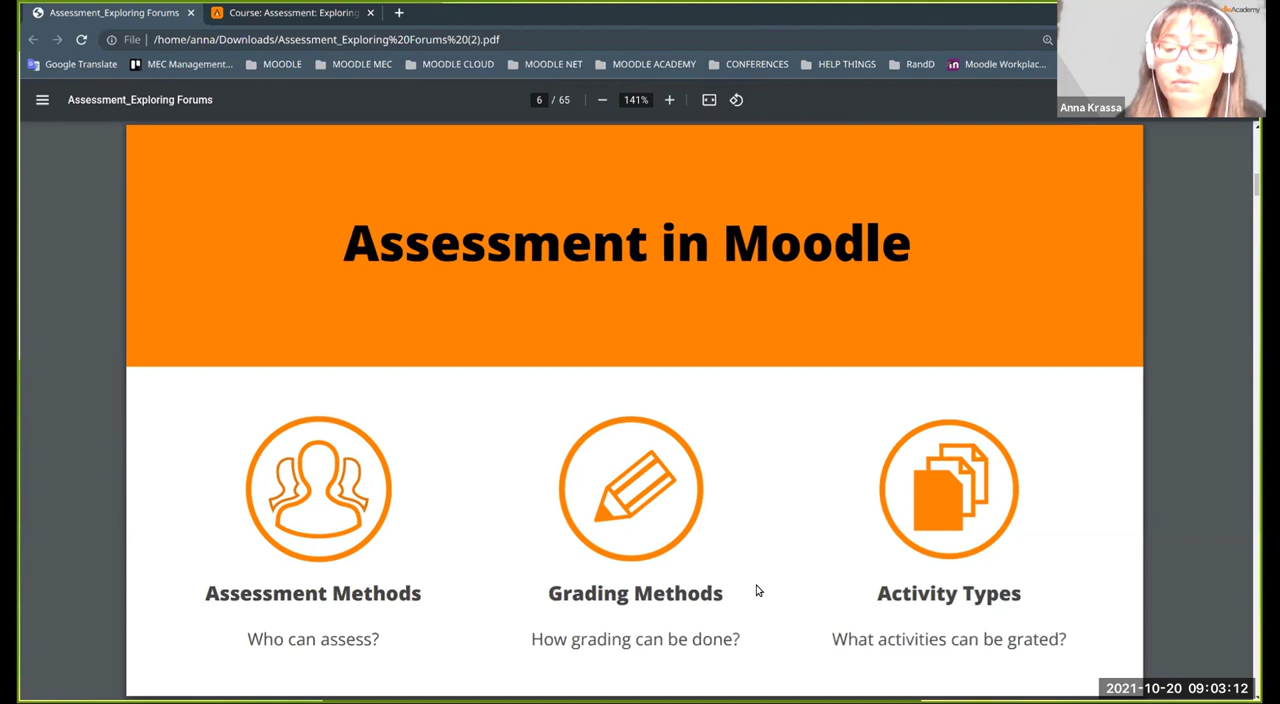 Assessment_Exploring Forums
Course: Assessment: Exploring
File
/home/anna/Downloads/Assessment_Exploring%20Forums%20(2).pdf
Google Translate
MEC Management...
MOODLE
MOODLE MEC
MOODLE CLOUD
MOODLE NET
MOODLE ACADEMY
CONFERENCES
HELP THINGS
RandD
Moodle Workplac...
Academy
Anna Krassa
Assessment_Exploring Forums
6 / 65
141%
Assessment in Moodle
Assessment Methods
Grading Methods
Activity Types
Who can assess?
How grading can be done?
What activities can be grated?
2021-10-20 09:03:12